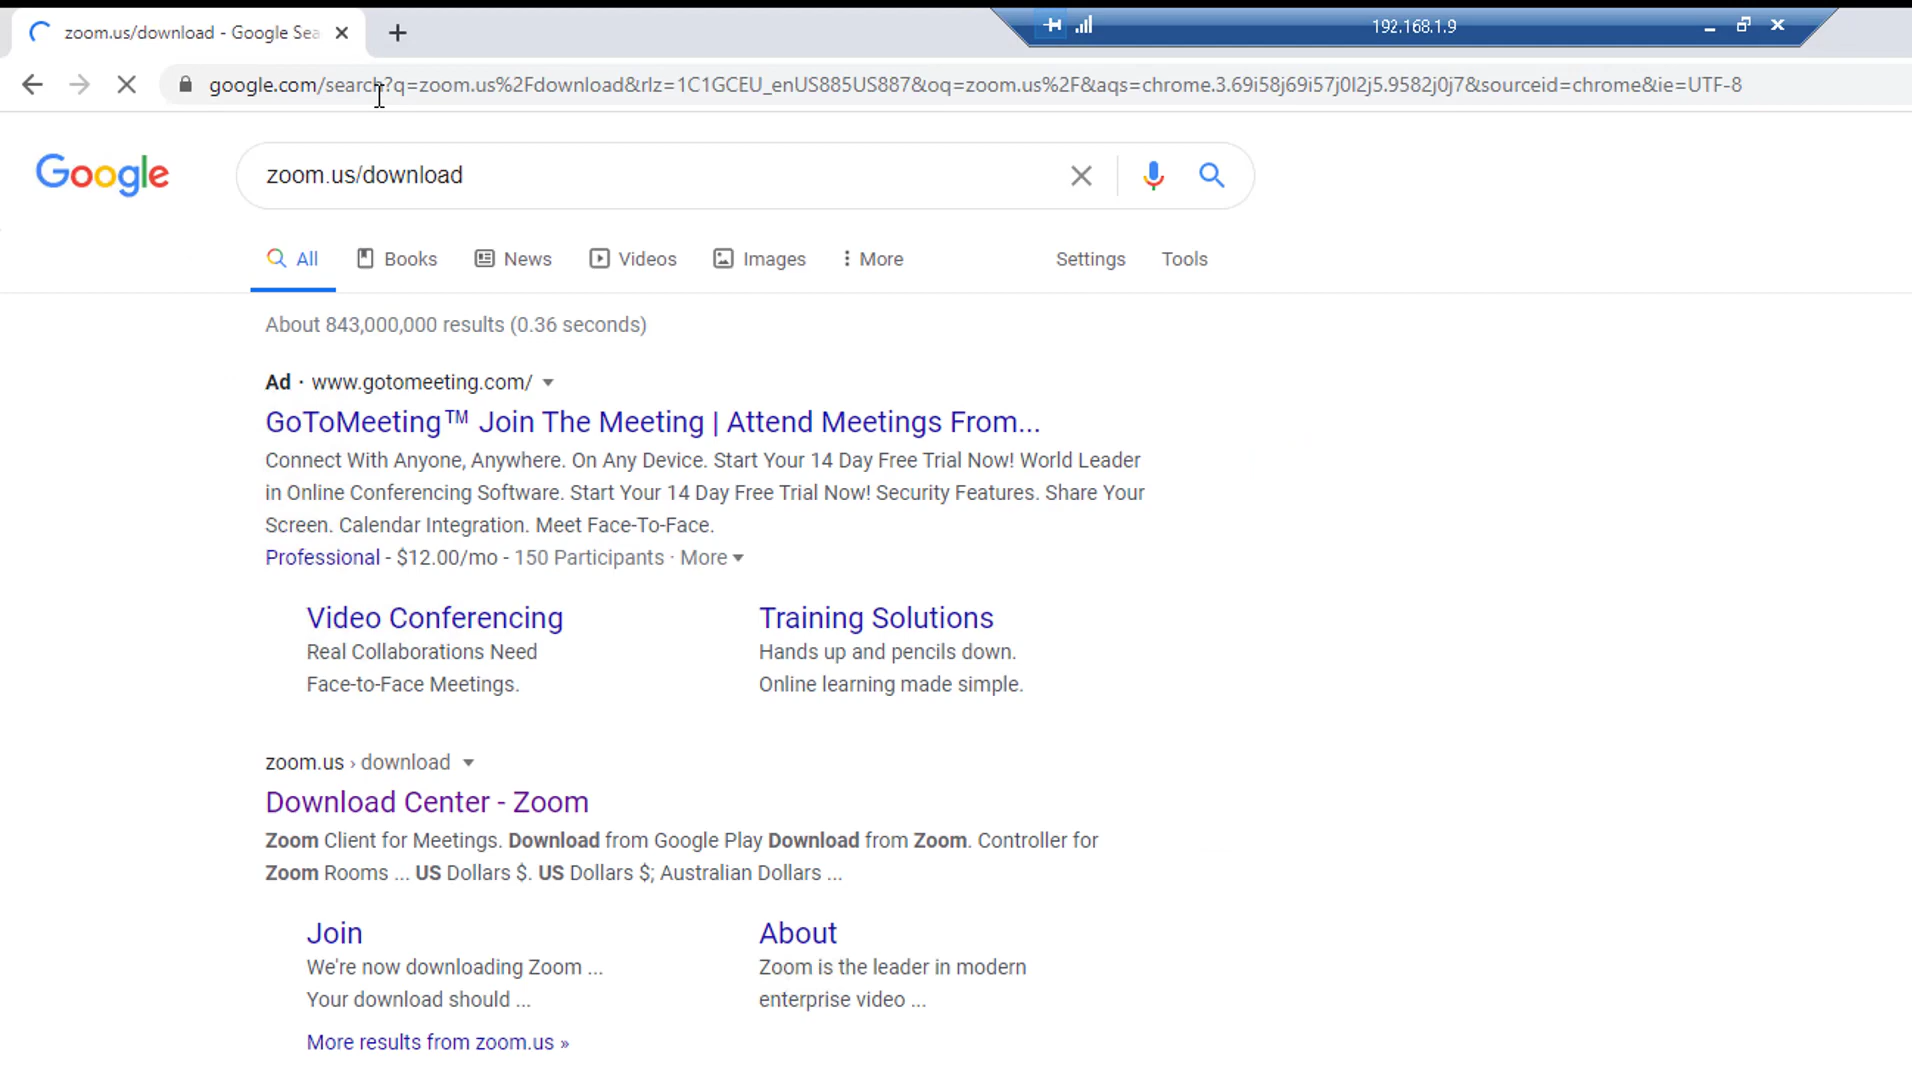 zoom.us/download - Google Sea
192.168.1.9
google.com/search?q=zoom.us%2Fdownload&rlz=1C1GCEU_enUS885US887&oq=zoom.us%2F&aqs=chrome.3.69i58j69i57j0l2j5.9582j0j7&sourceid=chrome&ie=UTF-8
Google
zoom.us/download
All Books News Videos Images More Settings Tools
About 843,000,000 results (0.36 seconds)
Ad · www.gotomeeting.com/
GoToMeeting™ Join The Meeting | Attend Meetings From...
Connect With Anyone, Anywhere. On Any Device. Start Your 14 Day Free Trial Now! World Leader
in Online Conferencing Software. Start Your 14 Day Free Trial Now! Security Features. Share Your
Screen. Calendar Integration. Meet Face-To-Face.
Professional - $12.00/mo - 150 Participants · More
Video Conferencing
Real Collaborations Need
Face-to-Face Meetings.
Training Solutions
Hands up and pencils down.
Online learning made simple.
zoom.us › download
Download Center - Zoom
Zoom Client for Meetings. Download from Google Play Download from Zoom. Controller for
Zoom Rooms ... US Dollars $. US Dollars $; Australian Dollars ...
Join
We're now downloading Zoom ...
Your download should ...
About
Zoom is the leader in modern
enterprise video ...
More results from zoom.us »